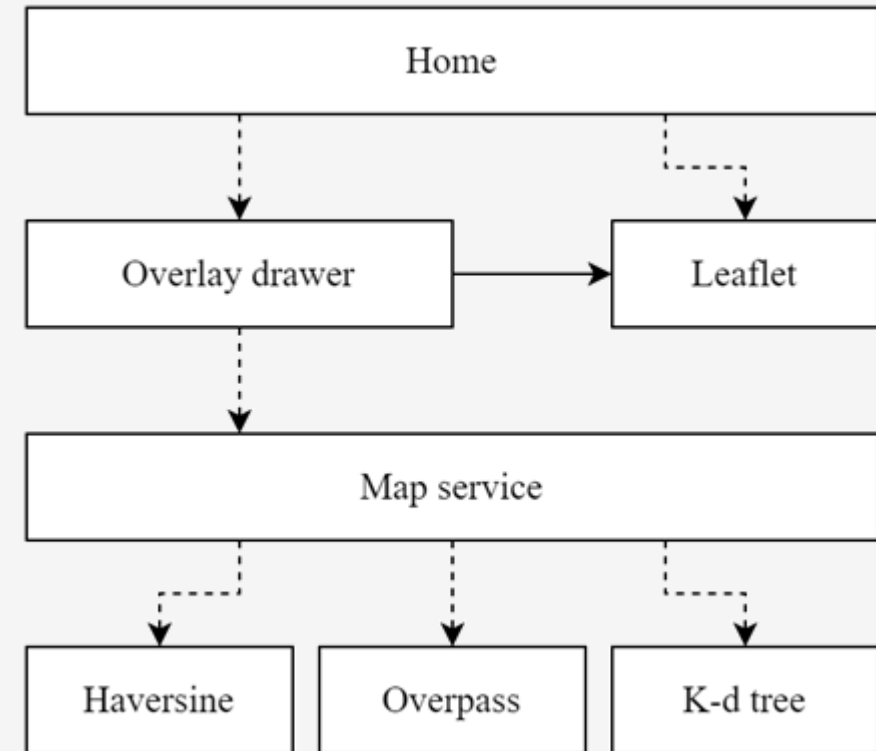 Home
Overlay drawer
Leaflet
Map service
Haversine
Overpass
K-d tree